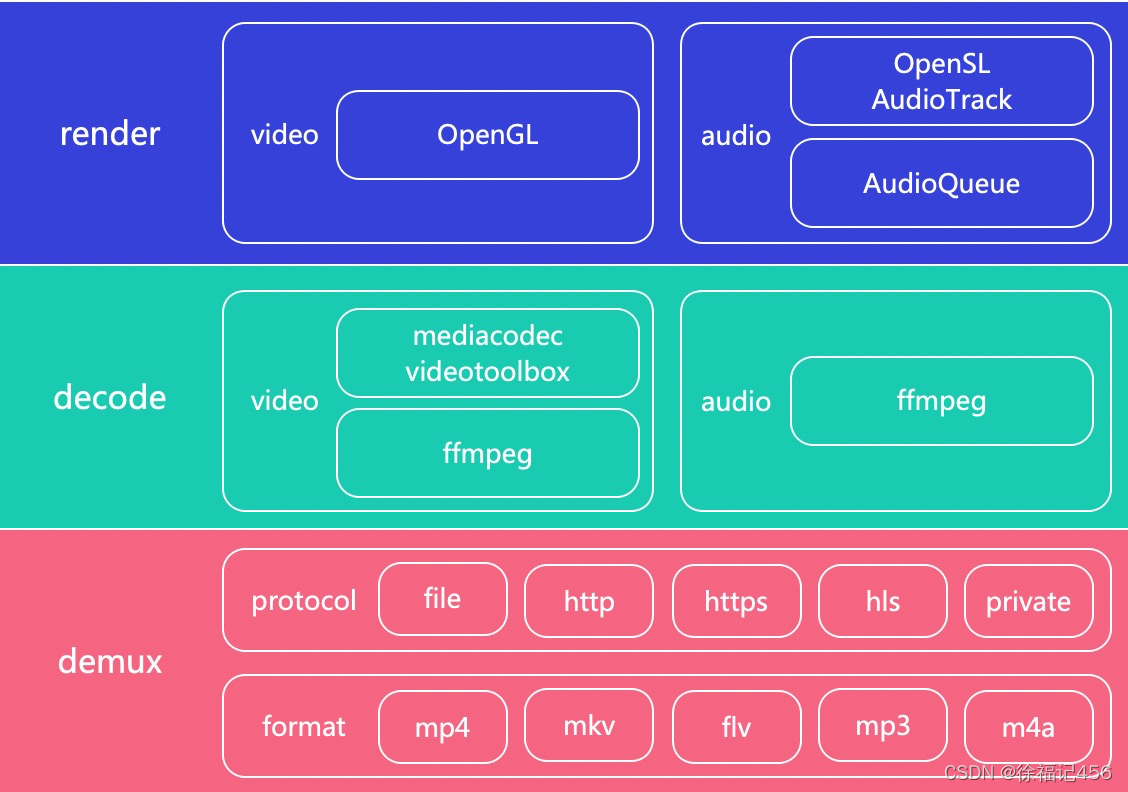 render
video
OpenGL
audio
OpenSL
AudioTrack
AudioQueue
decode
video
mediacodec
videotoolbox
ffmpeg
audio
ffmpeg
demux
protocol
file
http
https
hls
private
format
mp4
mkv
flv
mp3
m4a
CSDN @徐福记456